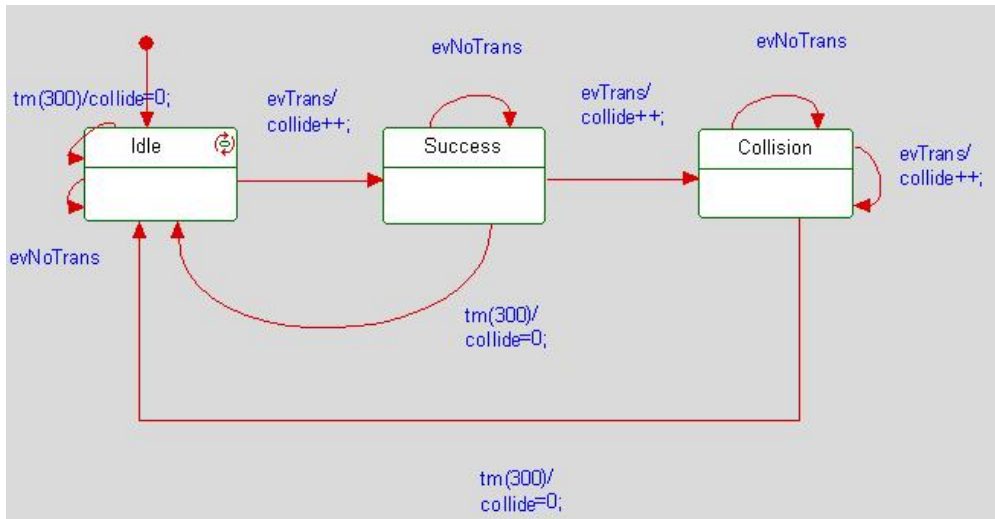 evNoTrans
evNoTrans
tm(300)/collide=0;
evTrans/
collide++;
evTrans/
collide++;
Idle
Success
Collision
evTrans/
collide++;
evNoTrans
tm(300)/
collide=0;
tm(300)/
collide=0;